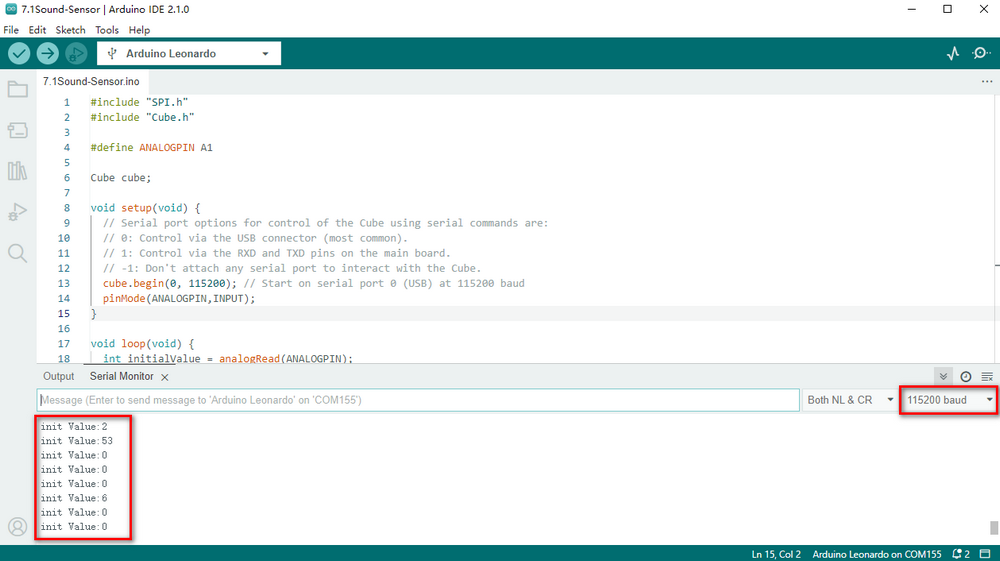 7.1Sound-Sensor | Arduino IDE 2.1.0
File Edit Sketch Tools Help
Arduino Leonardo
7.1Sound-Sensor.ino
1 #include "SPI.h"
2 #include "Cube.h"
3
4 #define ANALOGPIN A1
5
6 Cube cube;
7
8 void setup(void) {
9 // Serial port options for control of the Cube using serial commands are:
10 // 0: Control via the USB connector (most common).
11 // 1: Control via the RXD and TXD pins on the main board.
12 // -1: Don't attach any serial port to interact with the Cube.
13 cube.begin(0, 115200); // Start on serial port 0 (USB) at 115200 baud
14 pinMode(ANALOGPIN,INPUT);
15 }
16
17 void loop(void) {
18 int initialValue = analogRead(ANALOGPIN);
Output Serial Monitor
Message (Enter to send message to 'Arduino Leonardo' on 'COM155') Both NL & CR 115200 baud
init Value:2
init Value:53
init Value:0
init Value:0
init Value:0
init Value:6
init Value:0
init Value:0
Ln 15, Col 2 Arduino Leonardo on COM155 2